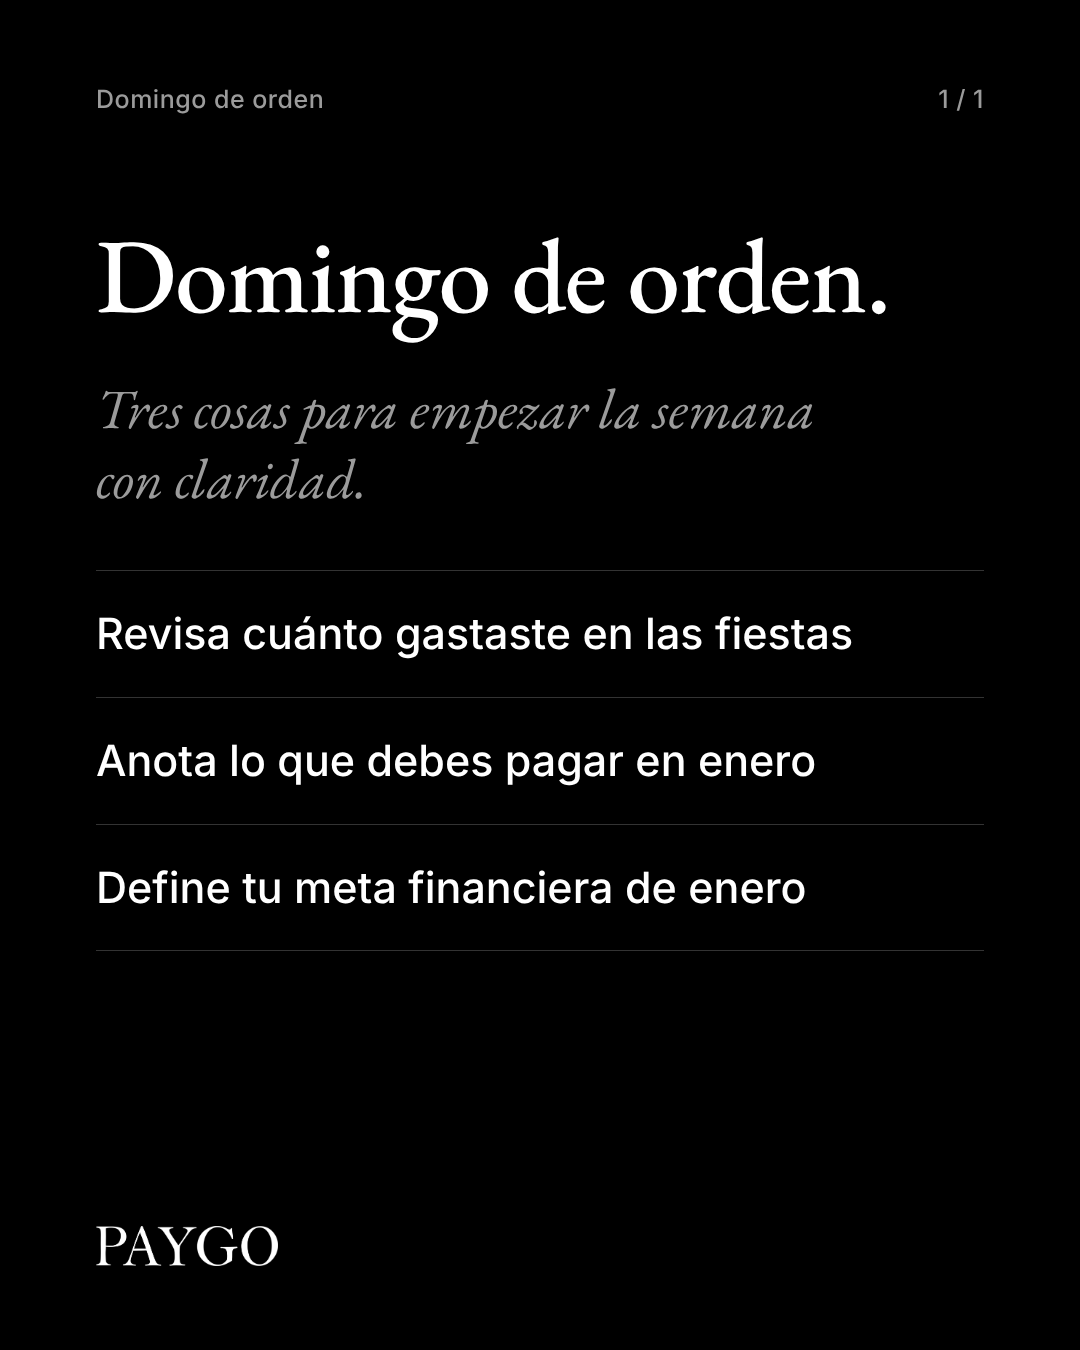 Domingo de orden
1 / 1
Domingo de orden.
Tres cosas para empezar la semana
con claridad.
Revisa cuánto gastaste en las fiestas
Anota lo que debes pagar en enero
Define tu meta financiera de enero
PAYGO